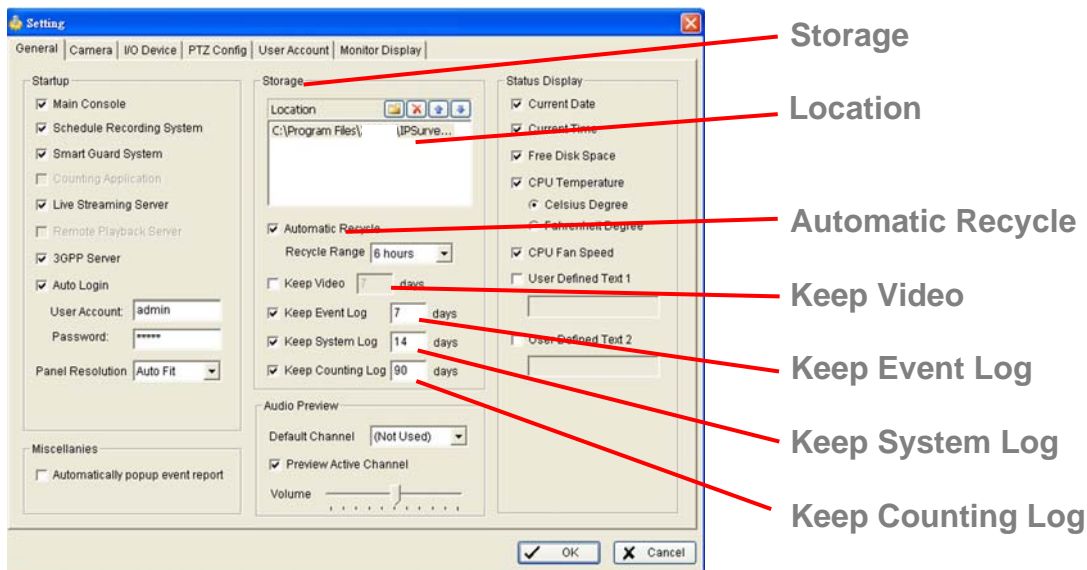 Setting
General Camera I/O Device PTZ Config User Account Monitor Display
Startup
Main Console
Schedule Recording System
Smart Guard System
Counting Application
Live Streaming Server
Remote Playback Server
3GPP Server
Auto Login
User Account: admin
Password: *****
Panel Resolution Auto Fit
Miscellanies
Automatically popup event report
Storage
Location
C:\Program Files\ \IPSurve...
Automatic Recycle
Recycle Range 6 hours
Keep Video 7 days
Keep Event Log 7 days
Keep System Log 14 days
Keep Counting Log 90 days
Audio Preview
Default Channel (Not Used)
Preview Active Channel
Volume
Status Display
Current Date
Current Time
Free Disk Space
CPU Temperature
Celsius Degree
Fahrenheit Degree
CPU Fan Speed
User Defined Text 1
User Defined Text 2
OK Cancel
Storage
Location
Automatic Recycle
Keep Video
Keep Event Log
Keep System Log
Keep Counting Log